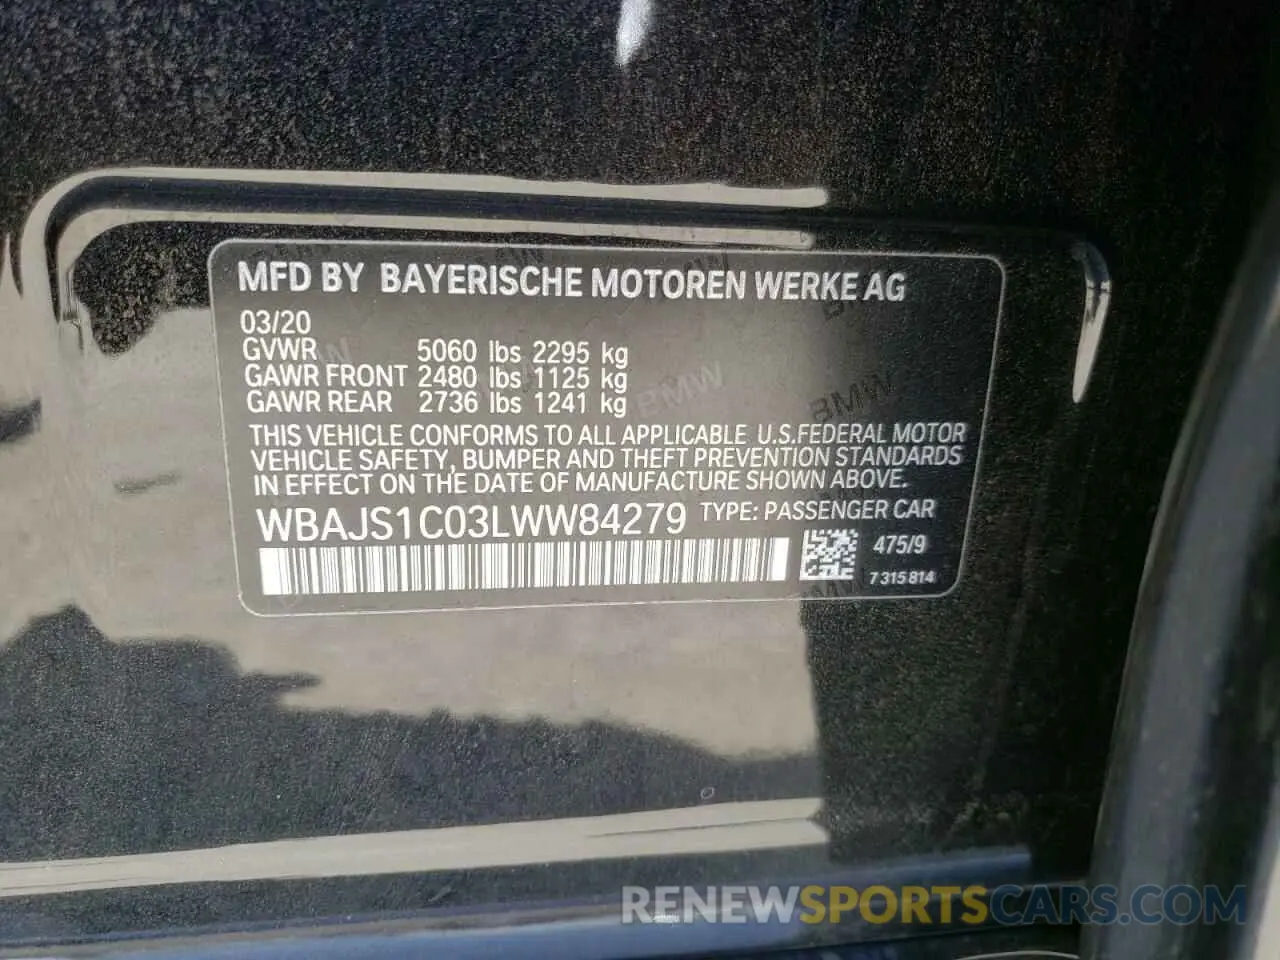 MFD BY BAYERISCHE MOTOREN WERKE AG
03/20
GVWR 5060 lbs 2295 kg
GAWR FRONT 2480 lbs 1125 kg
GAWR REAR 2736 lbs 1241 kg
THIS VEHICLE CONFORMS TO ALL APPLICABLE U.S.FEDERAL MOTOR
VEHICLE SAFETY, BUMPER AND THEFT PREVENTION STANDARDS
IN EFFECT ON THE DATE OF MANUFACTURE SHOWN ABOVE.
WBAJS1C03LWW84279 TYPE: PASSENGER CAR
475/9
7 315 814
BMW
BMW
RENEWSPORTSCARS.COM